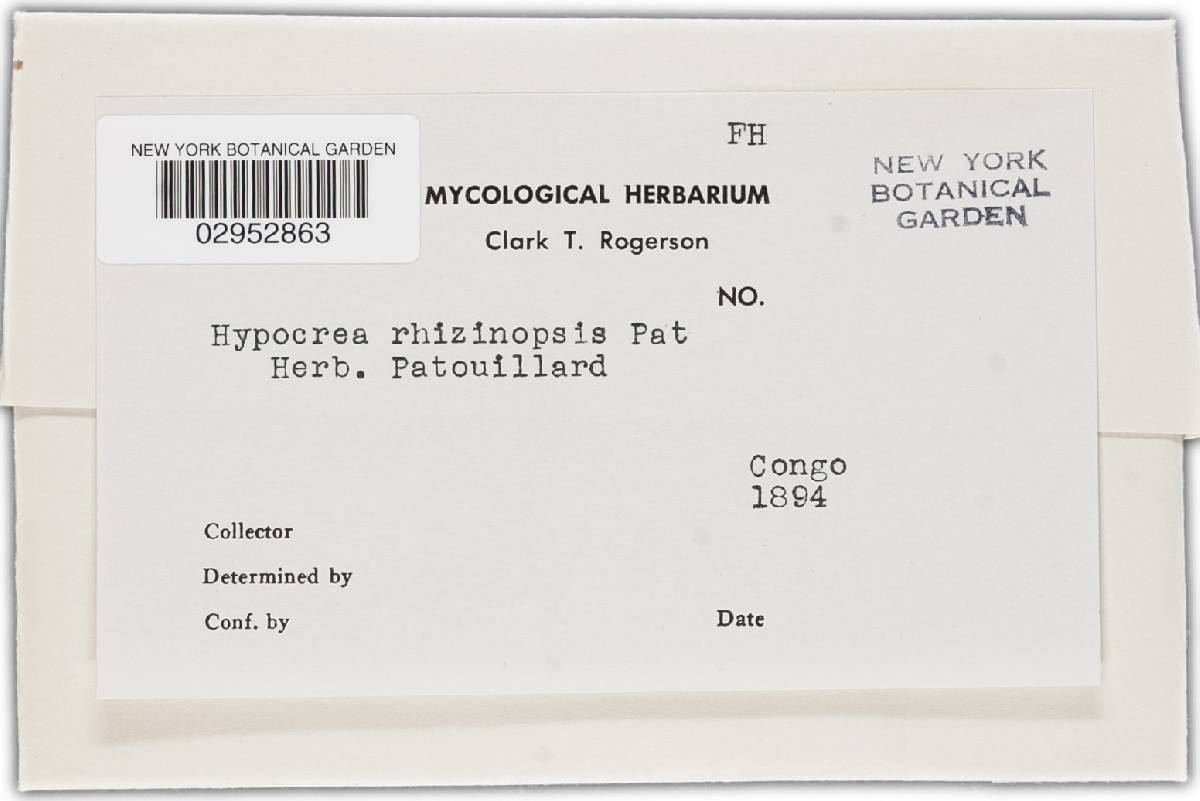 NEW YORK BOTANICAL GARDEN
02952863
FH
MYCOLOGICAL HERBARIUM
Clark T. Rogerson
NEW YORK
BOTANICAL
GARDEN
NO.
Hypocrea rhizinopsis Pat
Herb. Patouillard
Congo
1894
Collector
Determined by
Conf. by
Date